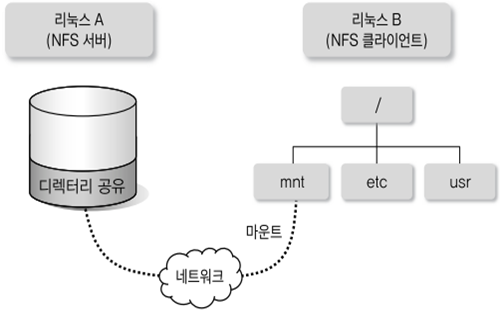 리눅스 A
(NFS 서버)
리눅스 B
(NFS 클라이언트)
/
디렉터리 공유
mnt
etc
usr
마운트
네트워크